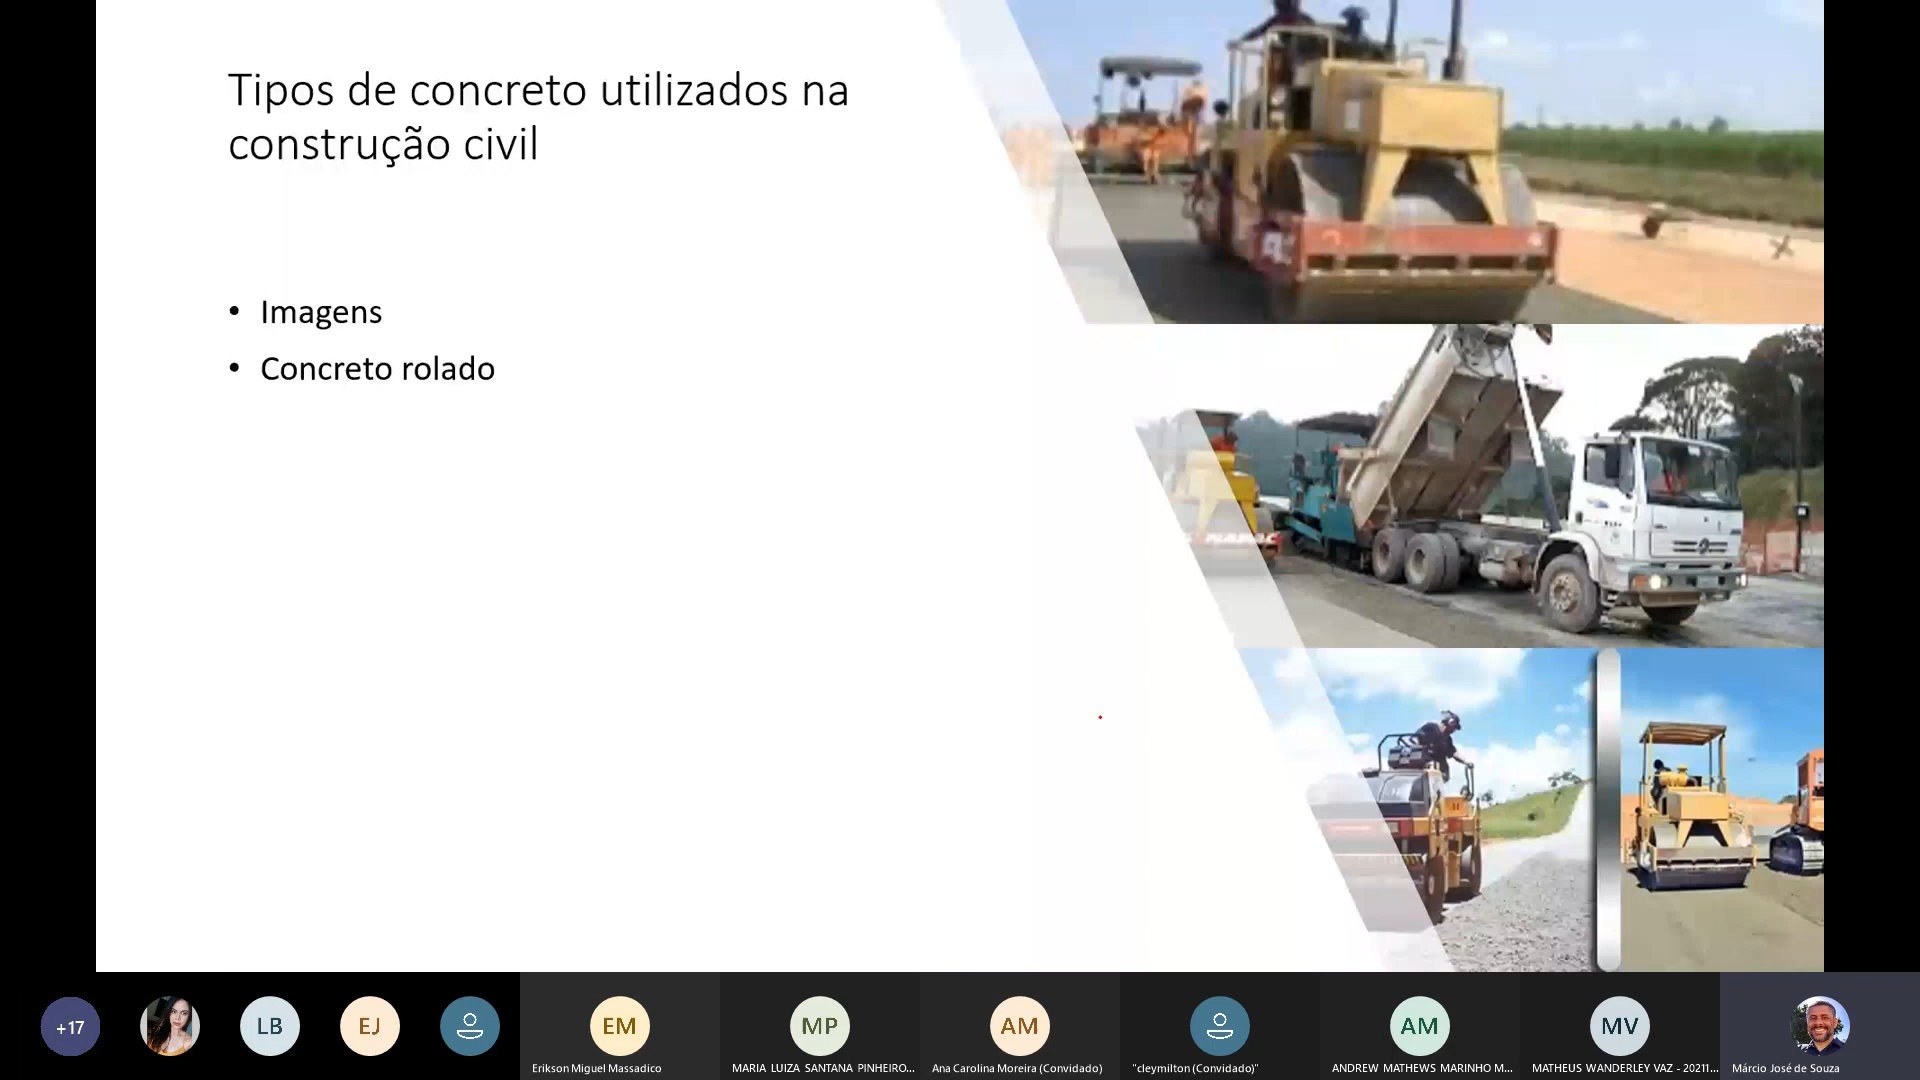 Tipos de concreto utilizados na
construção civil
• Imagens
• Concreto rolado
+17
LB
EJ
EM
MP
AM
AM
MV
Erikson Miguel Massadico
MARIA LUIZA SANTANA PINHEIRO...
Ana Carolina Moreira (Convidado)
"cleymilton (Convidado)"
ANDREW MATHEWS MARINHO M...
MATHEUS WANDERLEY VAZ - 20211...
Márcio José de Souza